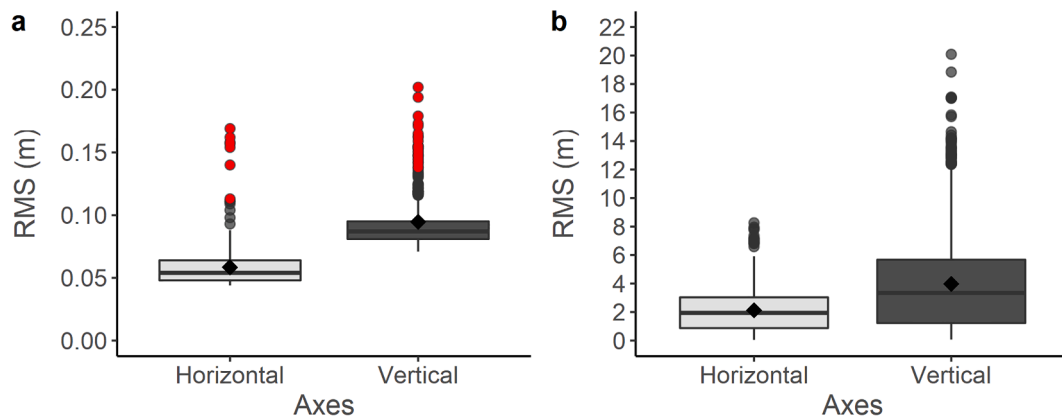 a
RMS (m)
0.25
0.20
0.15
0.10
0.05
0.00
Horizontal
Vertical
Axes
b
RMS (m)
22
20
18
16
14
12
10
8
6
4
2
0
Horizontal
Vertical
Axes